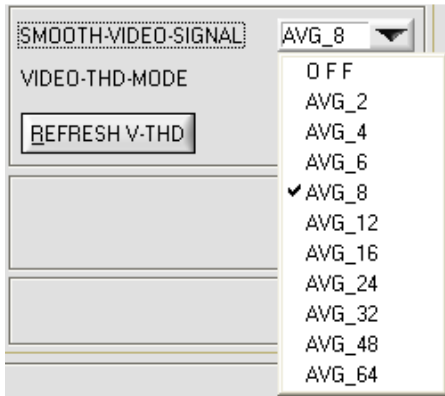 SMOOTH-VIDEO-SIGNAL AVG_8
VIDEO-THD-MODE
REFRESH V-THD
O F F
AVG_2
AVG_4
AVG_6
AVG_8
AVG_12
AVG_16
AVG_24
AVG_32
AVG_48
AVG_64